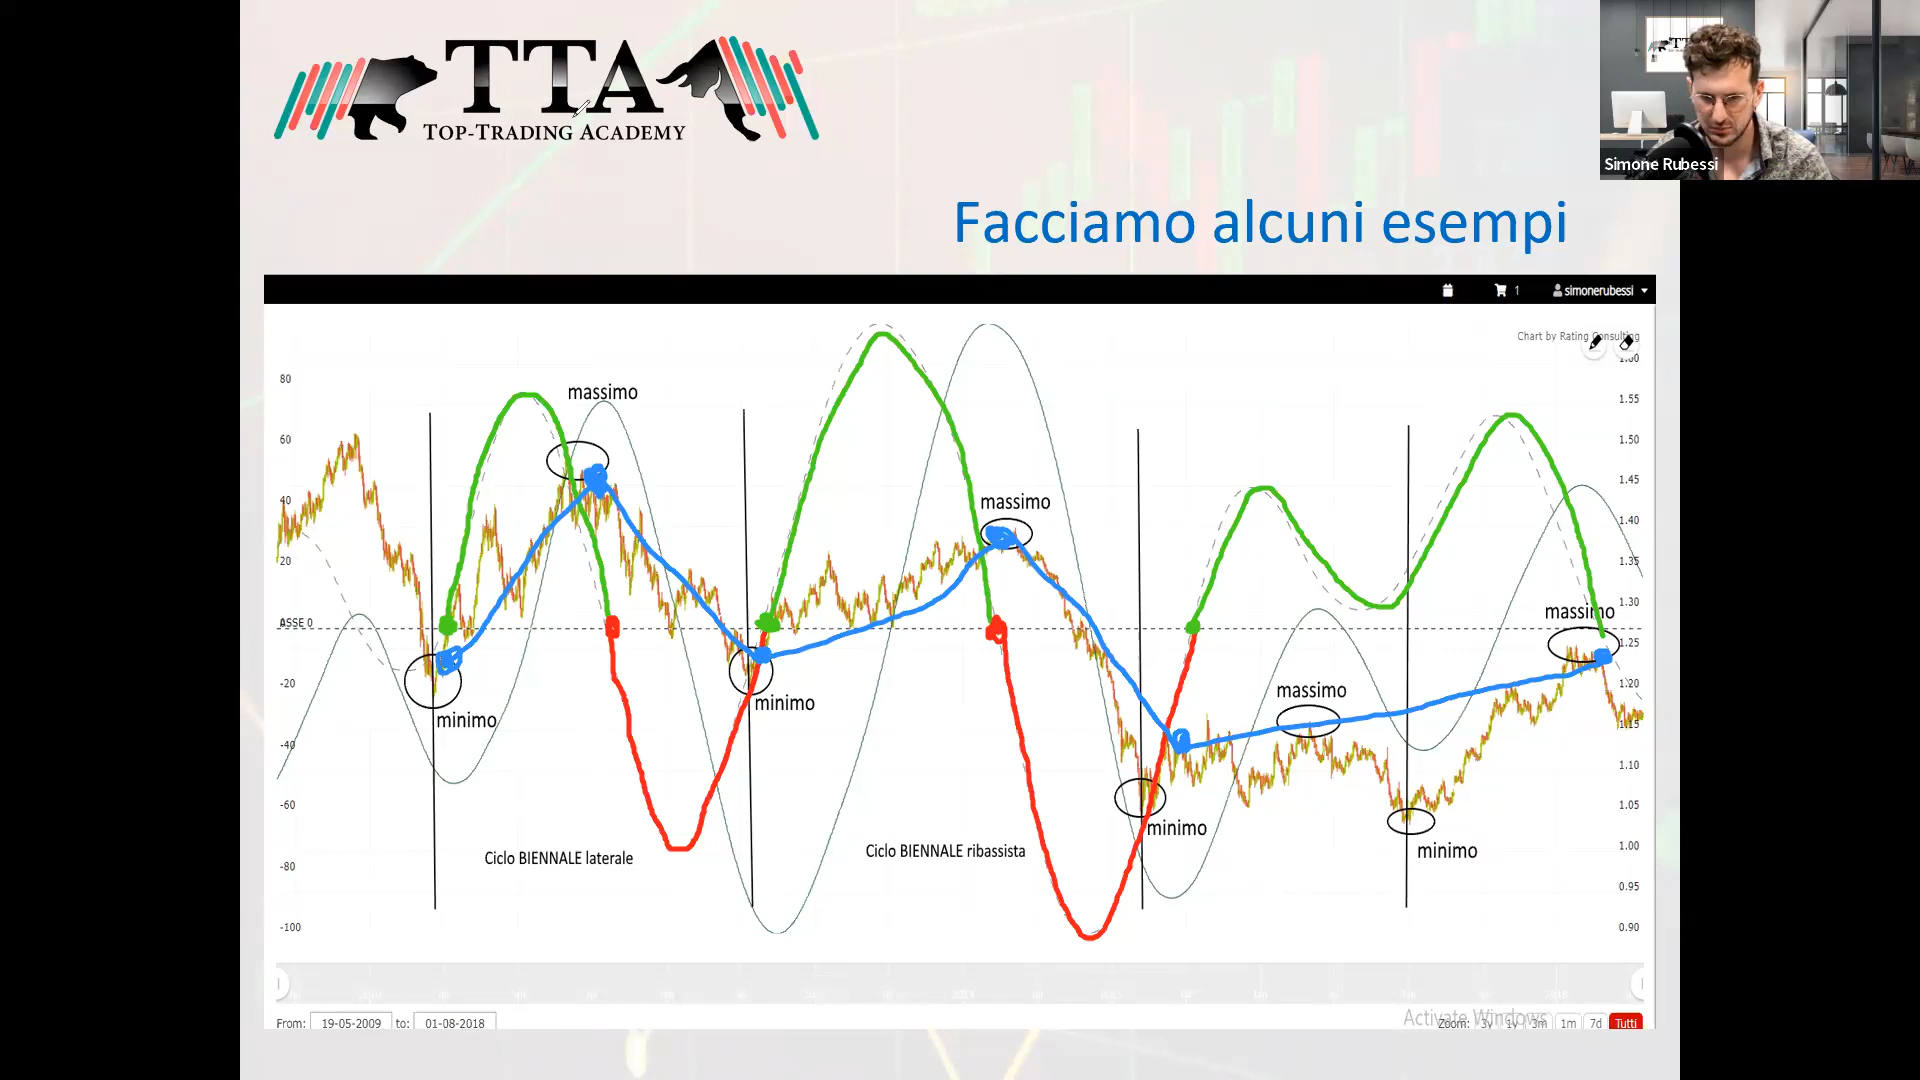 TTA
TOP-TRADING ACADEMY
Simone Rubessi
Facciamo alcuni esempi
1
simonerubessi
Chart by Rating Consulting
massimo
massimo
massimo
massimo
minimo
minimo
minimo
minimo
Ciclo BIENNALE laterale
Ciclo BIENNALE ribassista
80
60
40
20
ASSE 0
-20
-40
-60
-80
-100
1.60
1.55
1.50
1.45
1.40
1.35
1.30
1.25
1.20
1.15
1.10
1.05
1.00
0.95
0.90
From: 19-05-2009 to: 01-08-2018
Activate Windows
Zoom: 3y 1y 3m 1m 7d Tutti